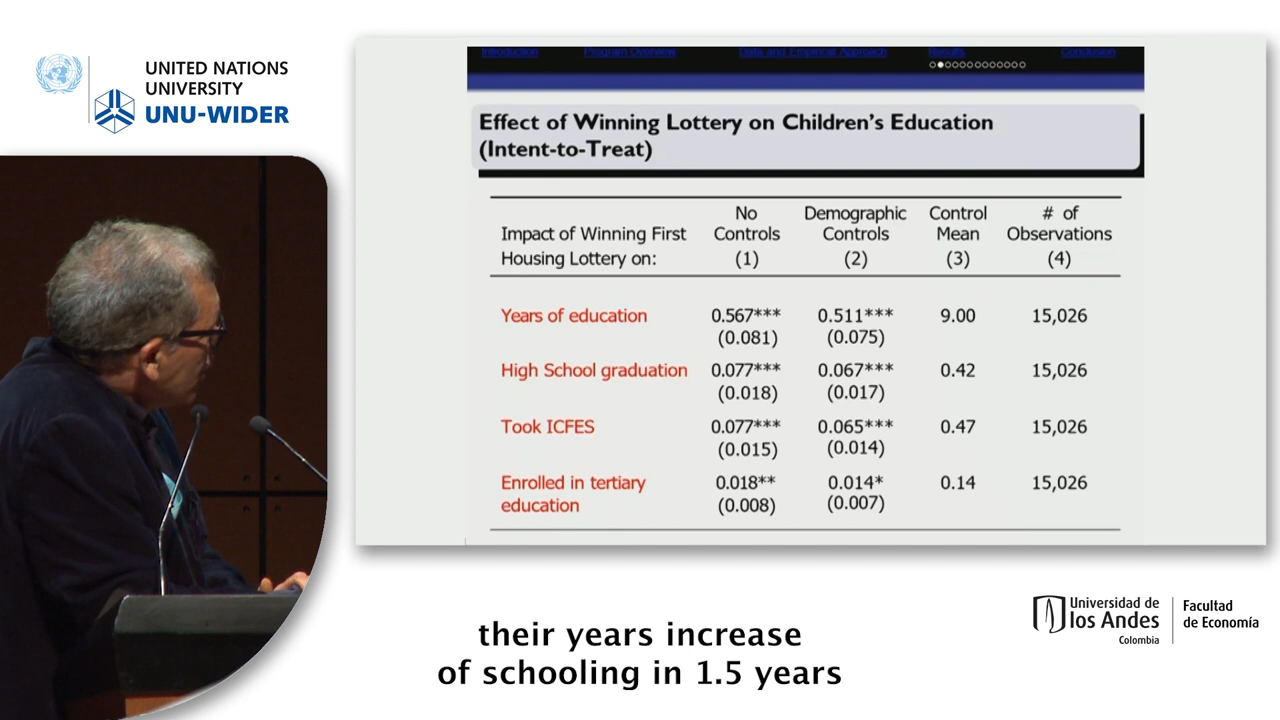 UNITED NATIONS
UNIVERSITY
UNU-WIDER
Introduction Program Overview Data and Empirical Approach Results Conclusion
Effect of Winning Lottery on Children's Education
(Intent-to-Treat)
No Demographic Control # of
Impact of Winning First Controls Controls Mean Observations
Housing Lottery on: (1) (2) (3) (4)
Years of education 0.567*** 0.511*** 9.00 15,026
(0.081) (0.075)
High School graduation 0.077*** 0.067*** 0.42 15,026
(0.018) (0.017)
Took ICFES 0.077*** 0.065*** 0.47 15,026
(0.015) (0.014)
Enrolled in tertiary 0.018** 0.014* 0.14 15,026
education (0.008) (0.007)
their years increase
of schooling in 1.5 years
Universidad de
los Andes
Colombia
Facultad
de Economía